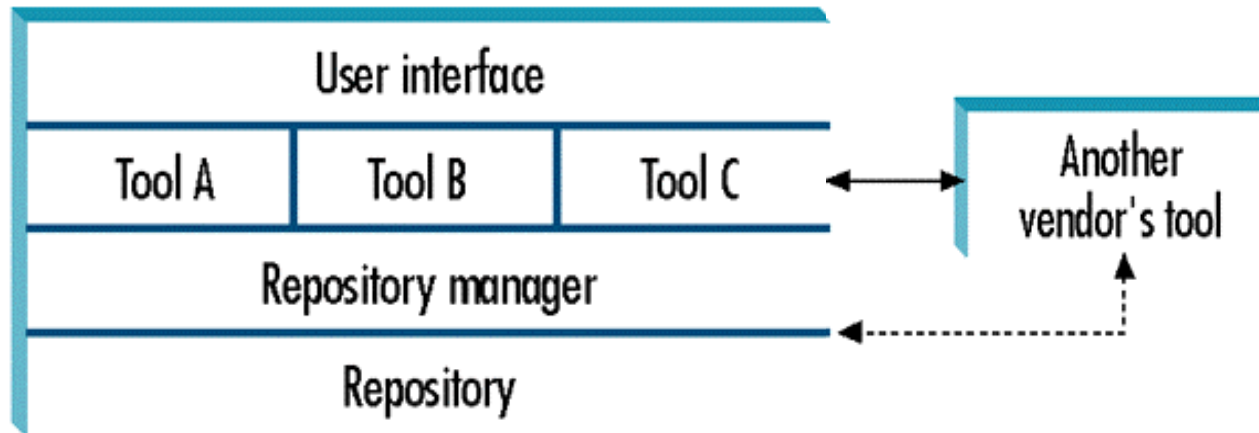 User interface
Tool A
Tool B
Tool C
Another
vendor's tool
Repository manager
Repository